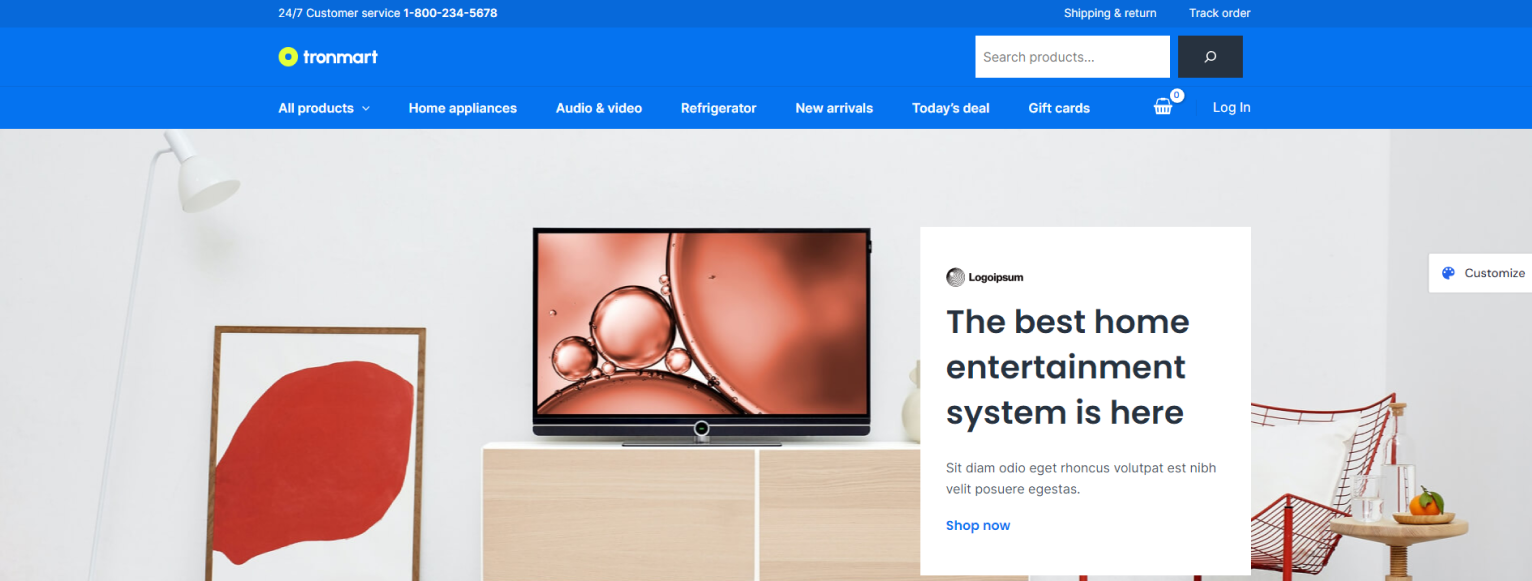 24/7 Customer service 1-800-234-5678
Shipping & return
Track order
tronmart
Search products...
All products
Home appliances
Audio & video
Refrigerator
New arrivals
Today's deal
Gift cards
0
Log In
Customize
Logoipsum
The best home
entertainment
system is here
Sit diam odio eget rhoncus volutpat est nibh
velit posuere egestas.
Shop now